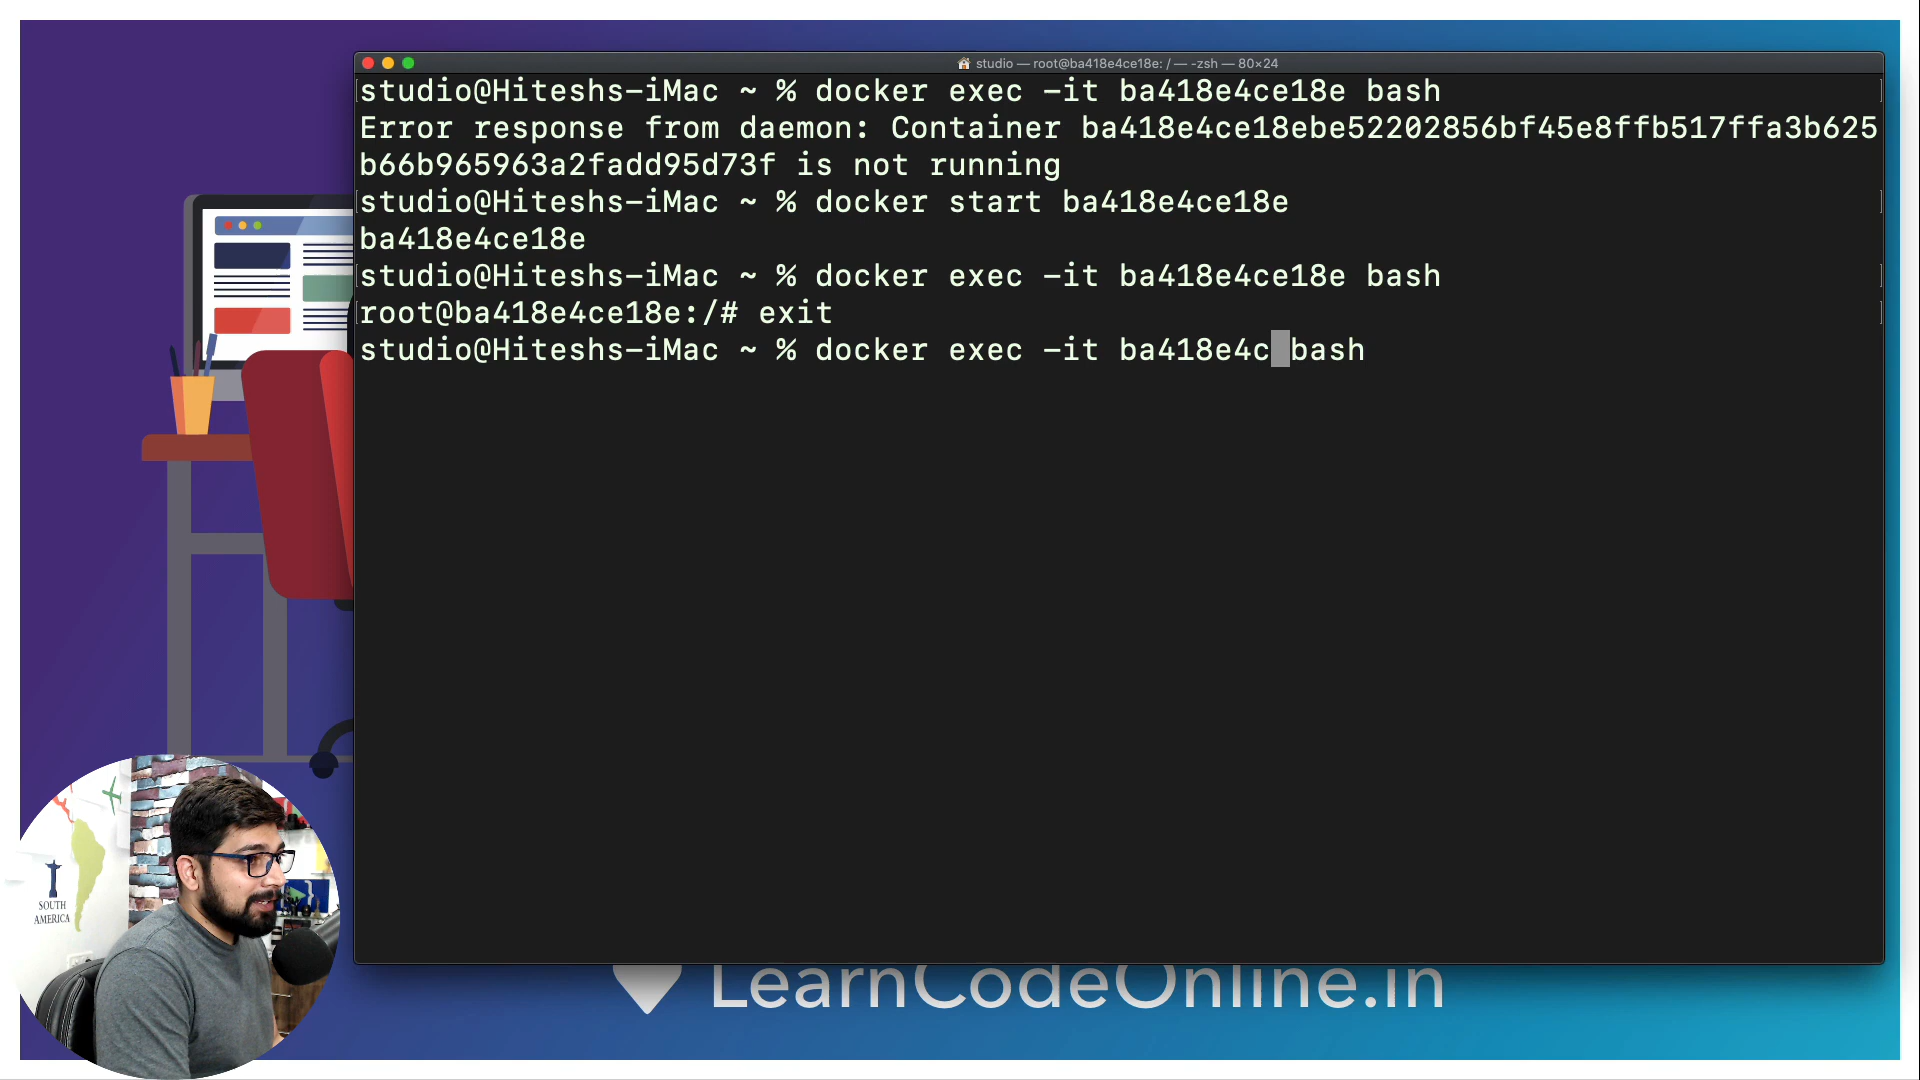 studio — root@ba418e4ce18e: / — -zsh — 80×24
studio@Hiteshs-iMac ~ % docker exec -it ba418e4ce18e bash
Error response from daemon: Container ba418e4ce18ebe52202856bf45e8ffb517ffa3b625
b66b965963a2fadd95d73f is not running
studio@Hiteshs-iMac ~ % docker start ba418e4ce18e
ba418e4ce18e
studio@Hiteshs-iMac ~ % docker exec -it ba418e4ce18e bash
root@ba418e4ce18e:/# exit
studio@Hiteshs-iMac ~ % docker exec -it ba418e4c bash
SOUTH
AMERICA
LearnCodeOnline.in